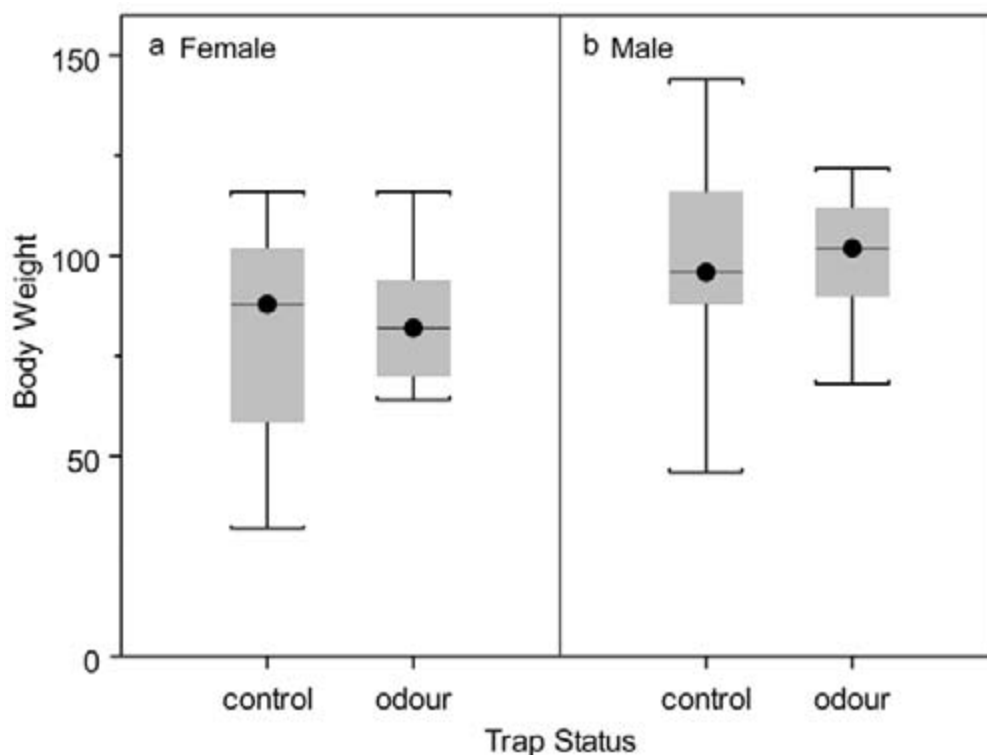 a Female
b Male
150
100
50
0
Body Weight
control
odour
control
odour
Trap Status